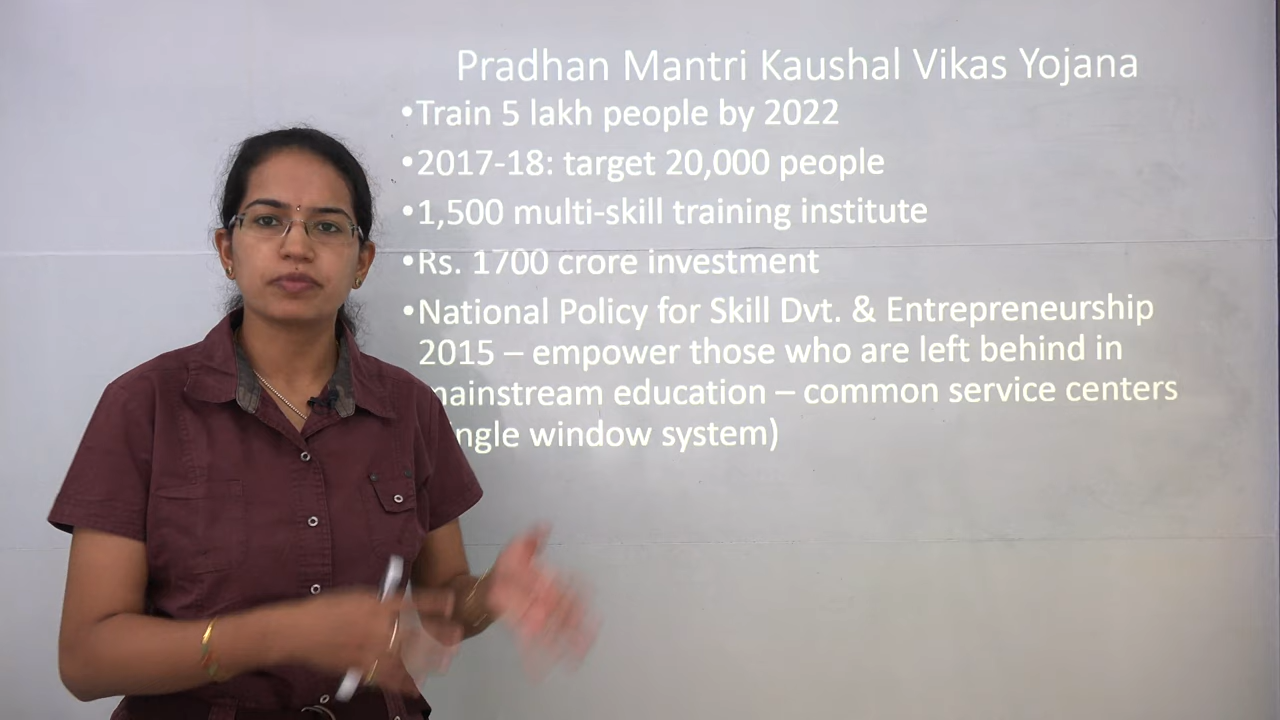 Pradhan Mantri Kaushal Vikas Yojana
•Train 5 lakh people by 2022
•2017-18: target 20,000 people
•1,500 multi-skill training institute
•Rs. 1700 crore investment
•National Policy for Skill Dvt. & Entrepreneurship
2015 – empower those who are left behind in
education – common service centers
window system)